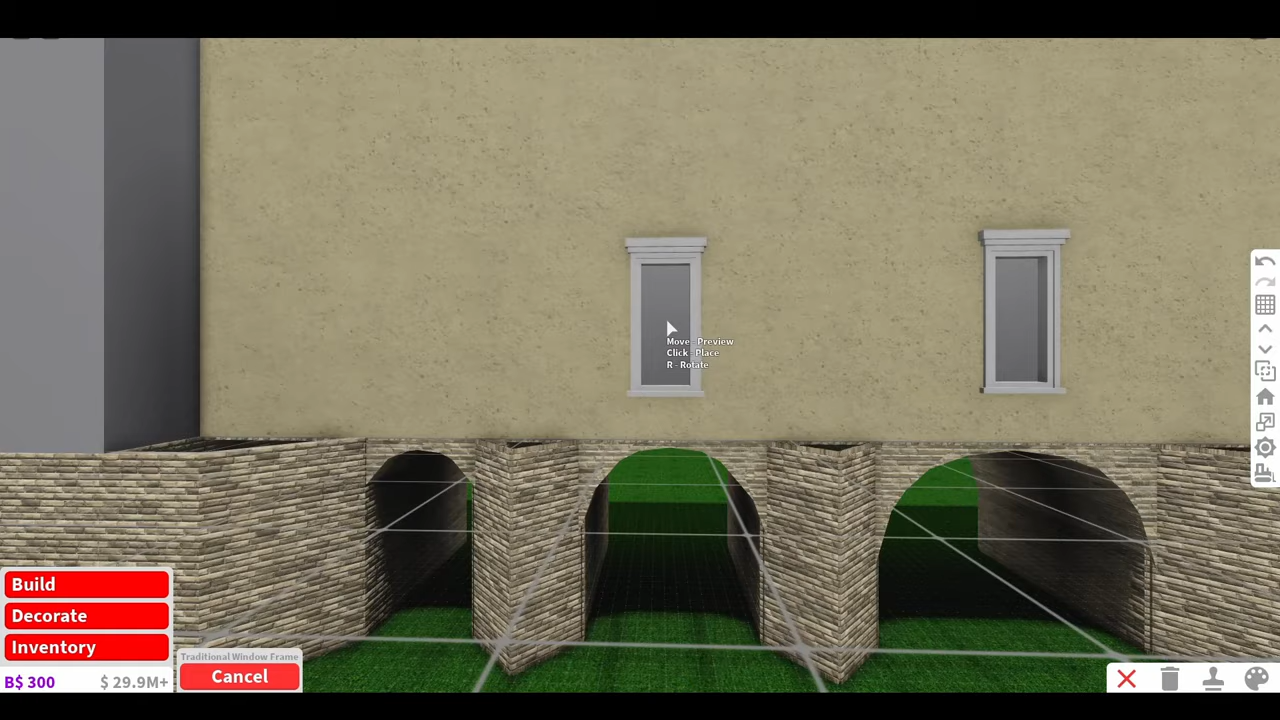 Move - Preview
Click - Place
R - Rotate
Build
Decorate
Inventory
Traditional Window Frame
B$ 300
$ 29.9M+
Cancel